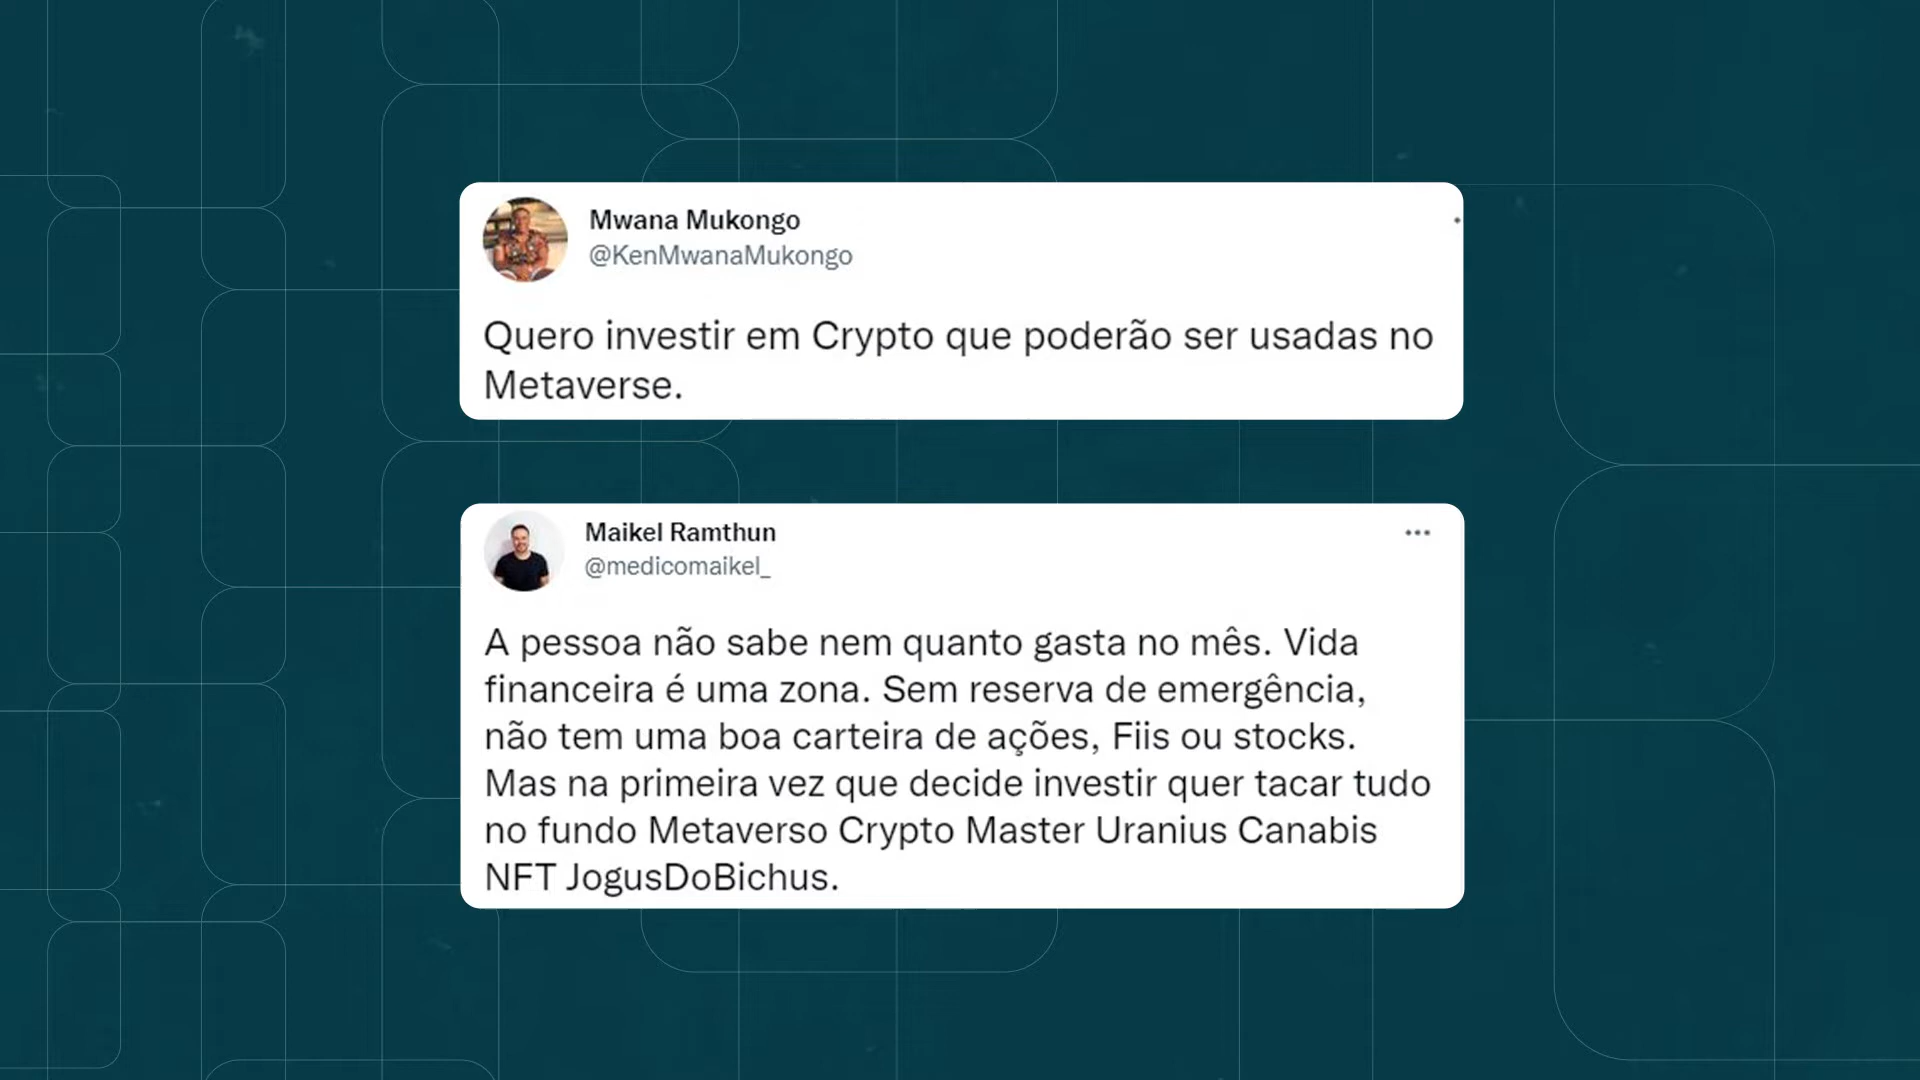 Mwana Mukongo
@KenMwanaMukongo
Quero investir em Crypto que poderão ser usadas no
Metaverse.
Maikel Ramthun
@medicomaikel_
A pessoa não sabe nem quanto gasta no mês. Vida
financeira é uma zona. Sem reserva de emergência,
não tem uma boa carteira de ações, Fiis ou stocks.
Mas na primeira vez que decide investir quer tacar tudo
no fundo Metaverso Crypto Master Uranius Canabis
NFT JogusDoBichus.